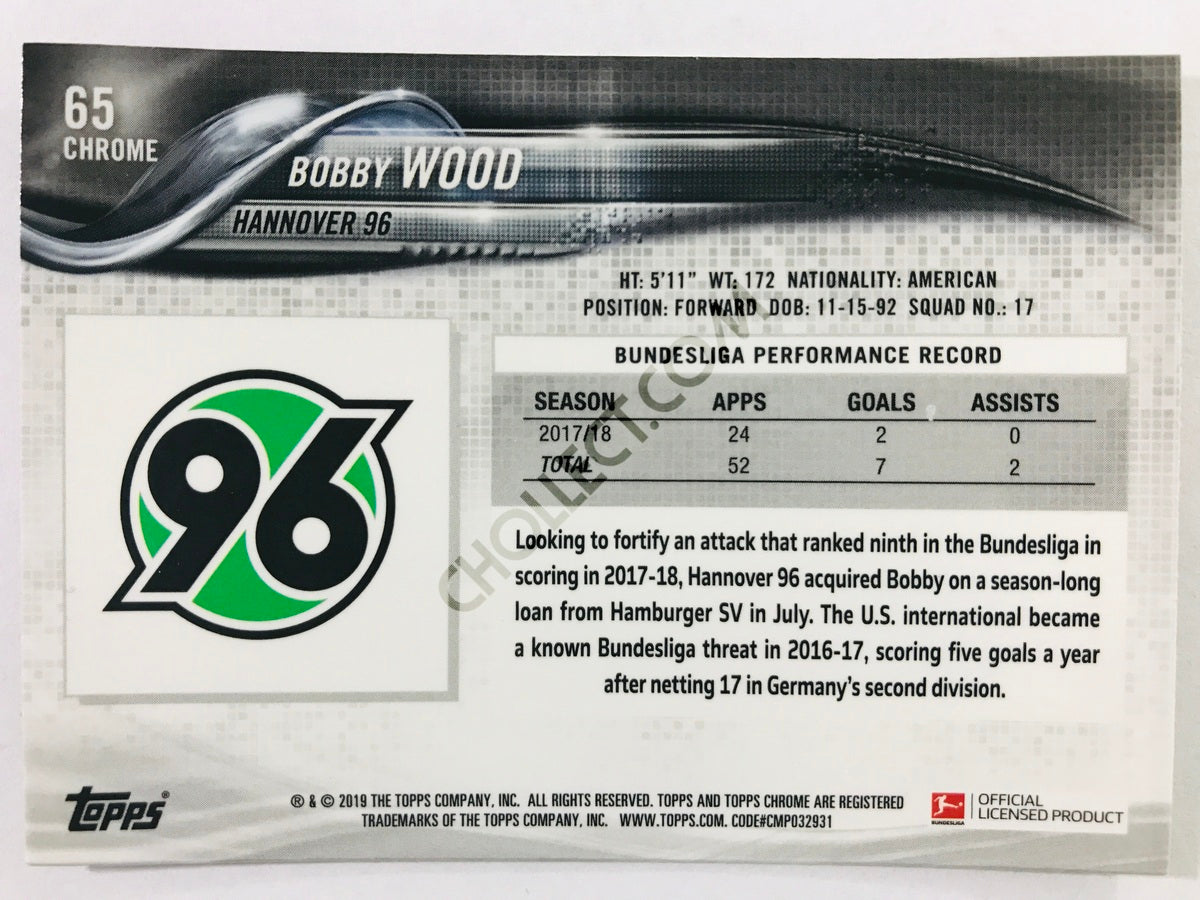 65
CHROME
BOBBY WOOD
HANNOVER 96
HT: 5'11" WT: 172 NATIONALITY: AMERICAN
POSITION: FORWARD DOB: 11-15-92 SQUAD NO.: 17
BUNDESLIGA PERFORMANCE RECORD
SEASON APPS GOALS ASSISTS
2017/18 24 2 0
TOTAL 52 7 2
96
Looking to fortify an attack that ranked ninth in the Bundesliga in
scoring in 2017-18, Hannover 96 acquired Bobby on a season-long
loan from Hamburger SV in July. The U.S. international became
a known Bundesliga threat in 2016-17, scoring five goals a year
after netting 17 in Germany's second division.
CHOLLECT.COM
topps®
® & © 2019 THE TOPPS COMPANY, INC. ALL RIGHTS RESERVED. TOPPS AND TOPPS CHROME ARE REGISTERED
TRADEMARKS OF THE TOPPS COMPANY, INC. WWW.TOPPS.COM. CODE#CMP032931
BUNDESLIGA
OFFICIAL
LICENSED PRODUCT